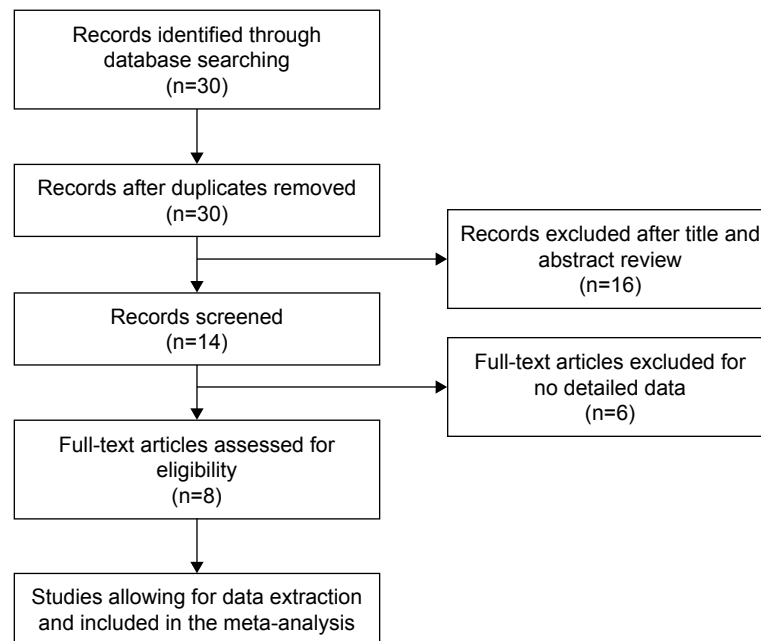 Records identified through
database searching
(n=30)
Records after duplicates removed
(n=30)
Records excluded after title and
abstract review
(n=16)
Records screened
(n=14)
Full-text articles excluded for
no detailed data
(n=6)
Full-text articles assessed for
eligibility
(n=8)
Studies allowing for data extraction
and included in the meta-analysis